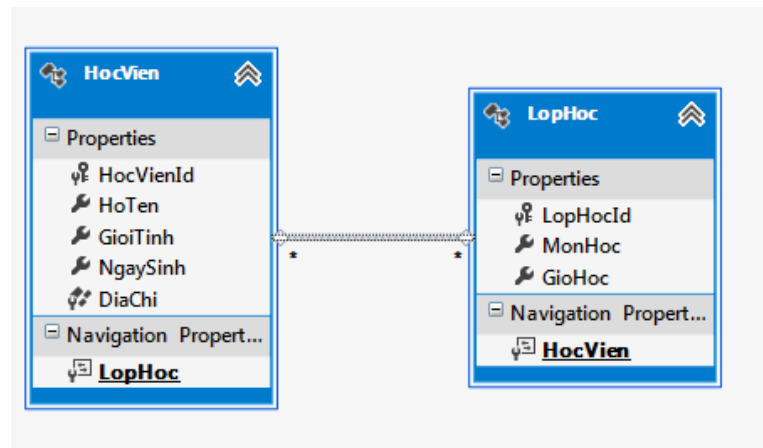 HocVien
Properties
HocVienId
HoTen
GioiTinh
NgaySinh
DiaChi
Navigation Propert...
LopHoc
*
*
LopHoc
Properties
LopHocId
MonHoc
GioHoc
Navigation Propert...
HocVien